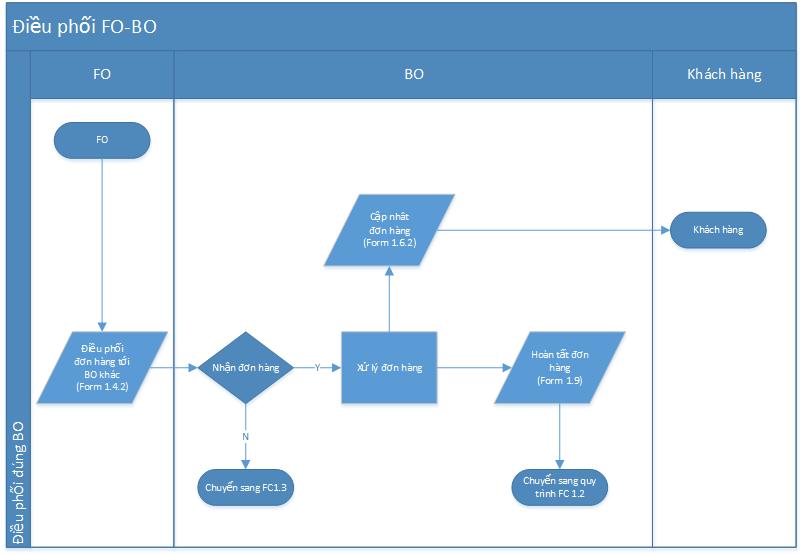 Điều phối FO-BO
FO
BO
Khách hàng
Điều phối đúng BO
FO
Cập nhât
đơn hàng
(Form 1.6.2)
Khách hàng
Điều phối
đơn hàng tới
BO khác
(Form 1.4.2)
Nhận đơn hàng
Y
Xử lý đơn hàng
Hoàn tất đơn
hàng
(Form 1.9)
N
Chuyển sang FC1.3
Chuyển sang quy
trình FC 1.2